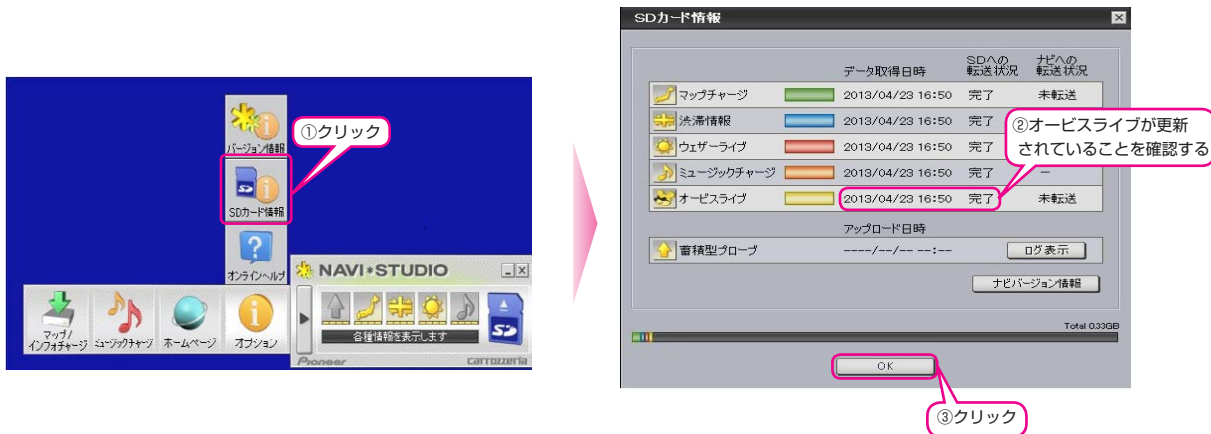 バージョン情報
①クリック
SDカード情報
オンラインヘルプ
マップ/
インフォチャージ
ミュージックチャージ
ホームページ
オプション
NAVI*STUDIO
各種情報を表示します
Pioneer
carrozzeria
SDカード情報
データ取得日時
SDへの
転送状況
ナビへの
転送状況
マップチャージ 2013/04/23 16:50 完了 未転送
渋滞情報 2013/04/23 16:50 完了
ウェザーライブ 2013/04/23 16:50 完了
ミュージックチャージ 2013/04/23 16:50 完了 ー
オービスライブ 2013/04/23 16:50 完了 未転送
②オービスライブが更新
されていることを確認する
アップロード日時
蓄積型プローブ ----/--/-- --:-- ログ表示
ナビバージョン情報
Total 0.33GB
OK
③クリック